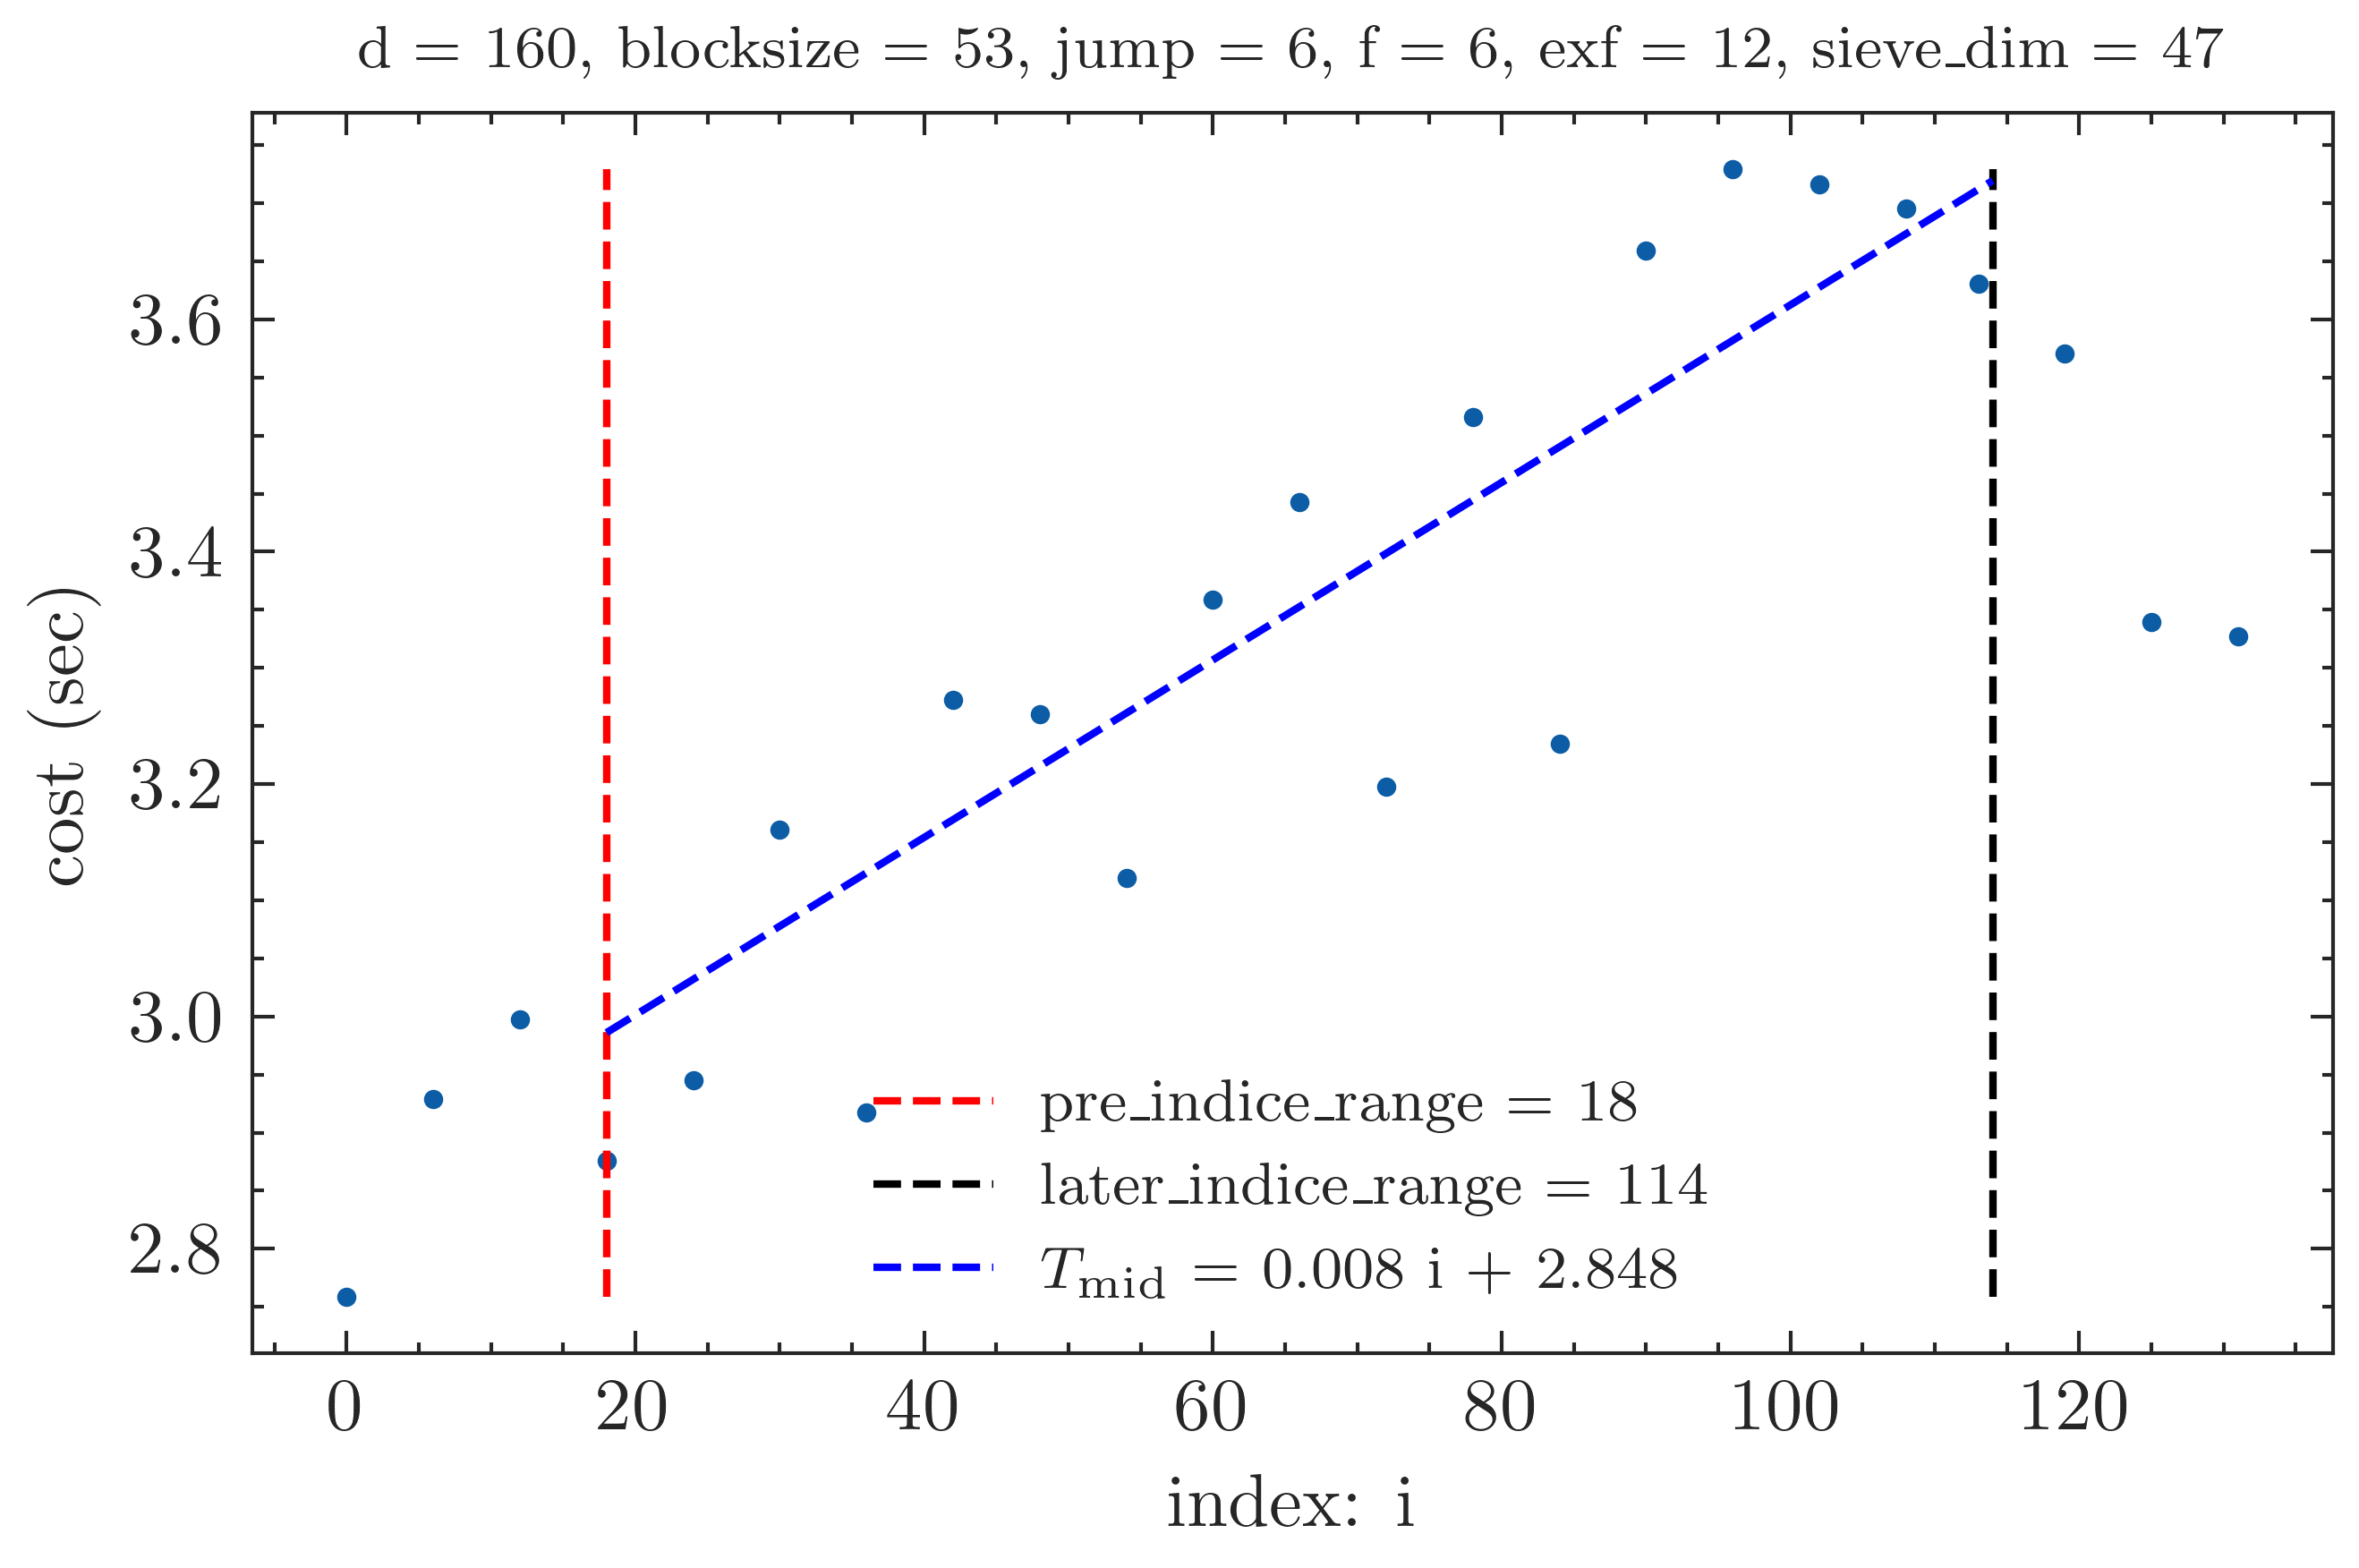 d = 160, blocksize = 53, jump = 6, f = 6, exf = 12, sieve_dim = 47
cost (sec)
3.6
3.4
3.2
3.0
2.8
pre_indice_range = 18
later_indice_range = 114
T_mid = 0.008 i + 2.848
0 20 40 60 80 100 120
index: i